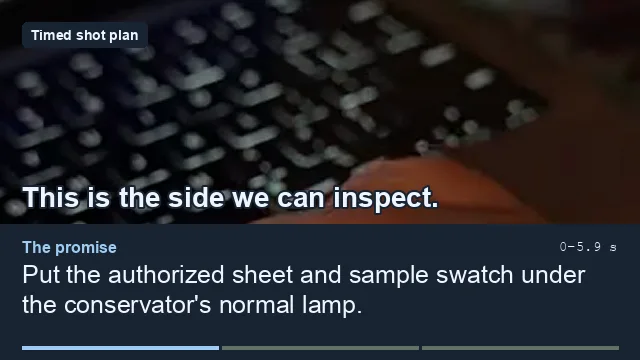 Timed shot plan
This is the side we can inspect.
The promise
0–5.9 s
Put the authorized sheet and sample swatch under
the conservator's normal lamp.